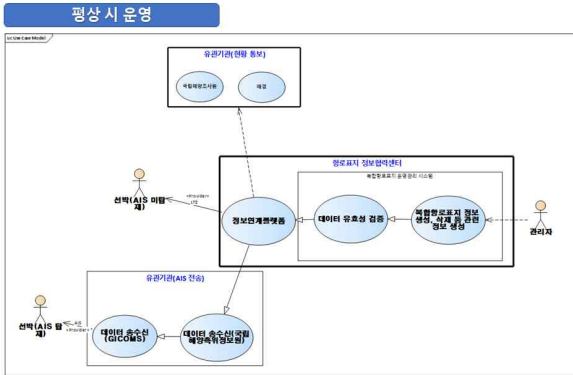 평상 시 운영
uc Use Case Model
유관기관(현황 통보)
국립해양조사원
해경
항로표지 정보협력센터
복합항로표지 운영관리 시스템
선박(AIS 미탑
재)
정보연계플랫폼
데이터 유효성 검증
복합항로표지 정보
생성, 삭제 등 관련
정보 생성
관리자
유관기관(AIS 전송)
선박(AIS 탑
재)
AIS
데이터 송수신
(GICOMS)
데이터 송수신(국립
해양측위정보원)